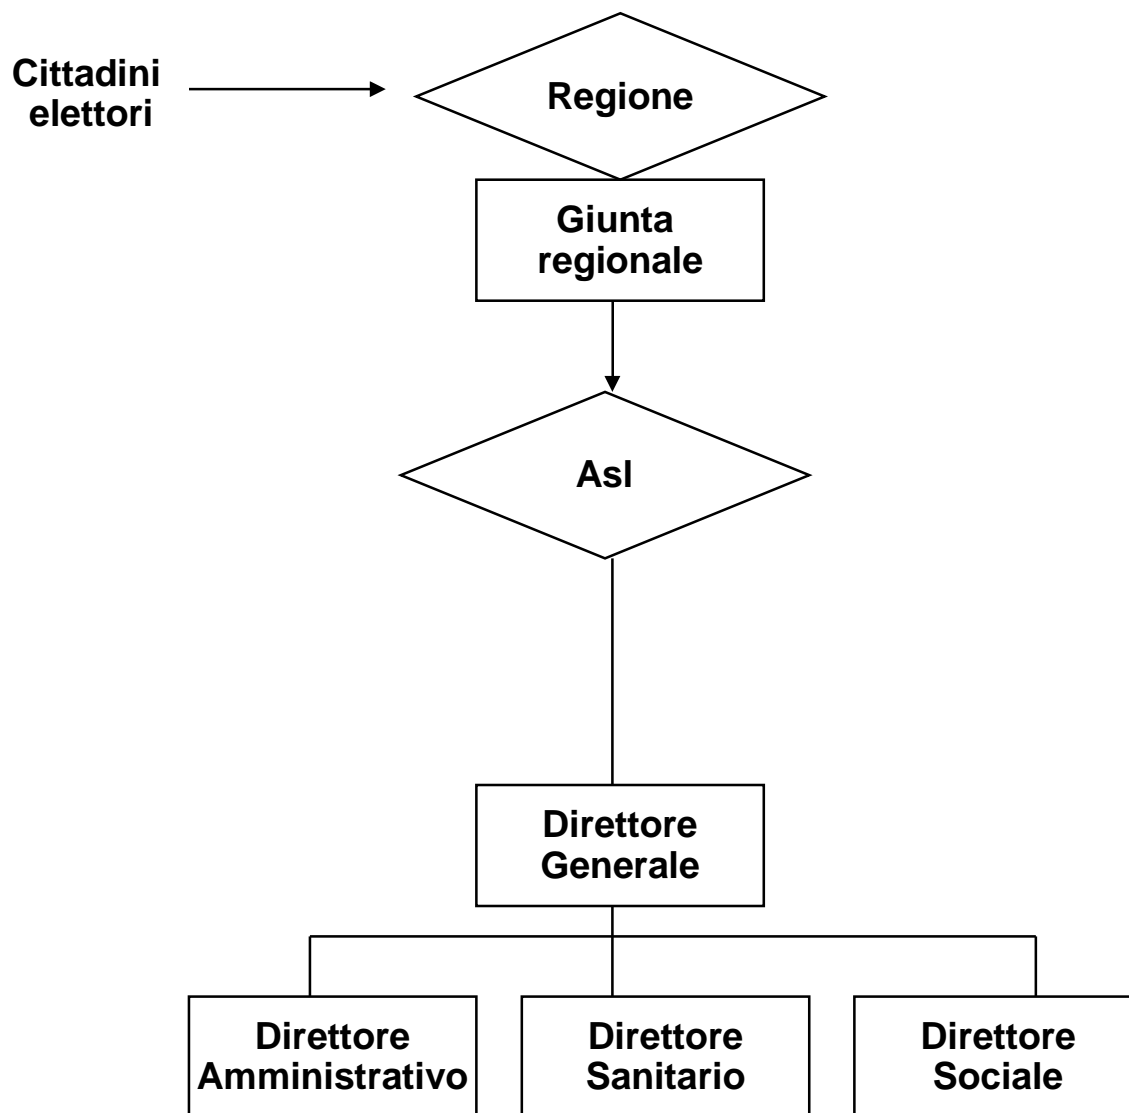 Cittadini
elettori
Regione
Giunta
regionale
Asl
Direttore
Generale
Direttore
Amministrativo
Direttore
Sanitario
Direttore
Sociale